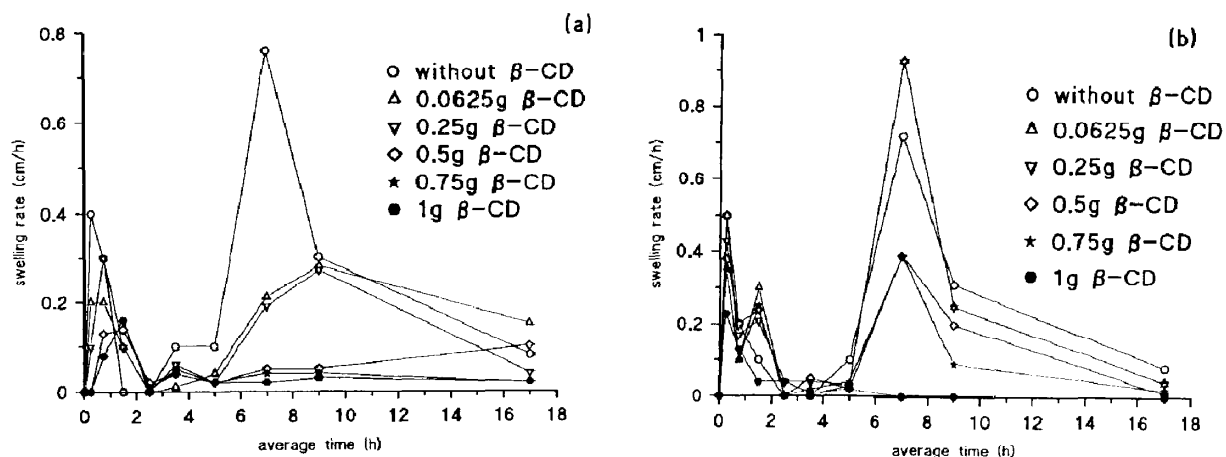 (a)
0.8
0.6
0.4
0.2
0
swelling rate (cm/h)
without β-CD
0.0625g β-CD
0.25g β-CD
0.5g β-CD
0.75g β-CD
1g β-CD
0 2 4 6 8 10 12 14 16 18
average time (h)
(b)
1
0.8
0.6
0.4
0.2
0
swelling rate (cm/h)
without β-CD
0.0625g β-CD
0.25g β-CD
0.5g β-CD
0.75g β-CD
1g β-CD
0 2 4 6 8 10 12 14 16 18
average time (h)